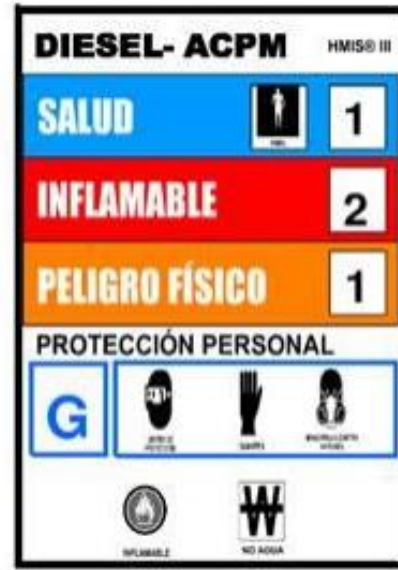 DIESEL- ACPM HMIS® III
SALUD 1
INFLAMABLE 2
PELIGRO FÍSICO 1
PROTECCIÓN PERSONAL
G
GUANTES
INFLAMABLE NO AGUA